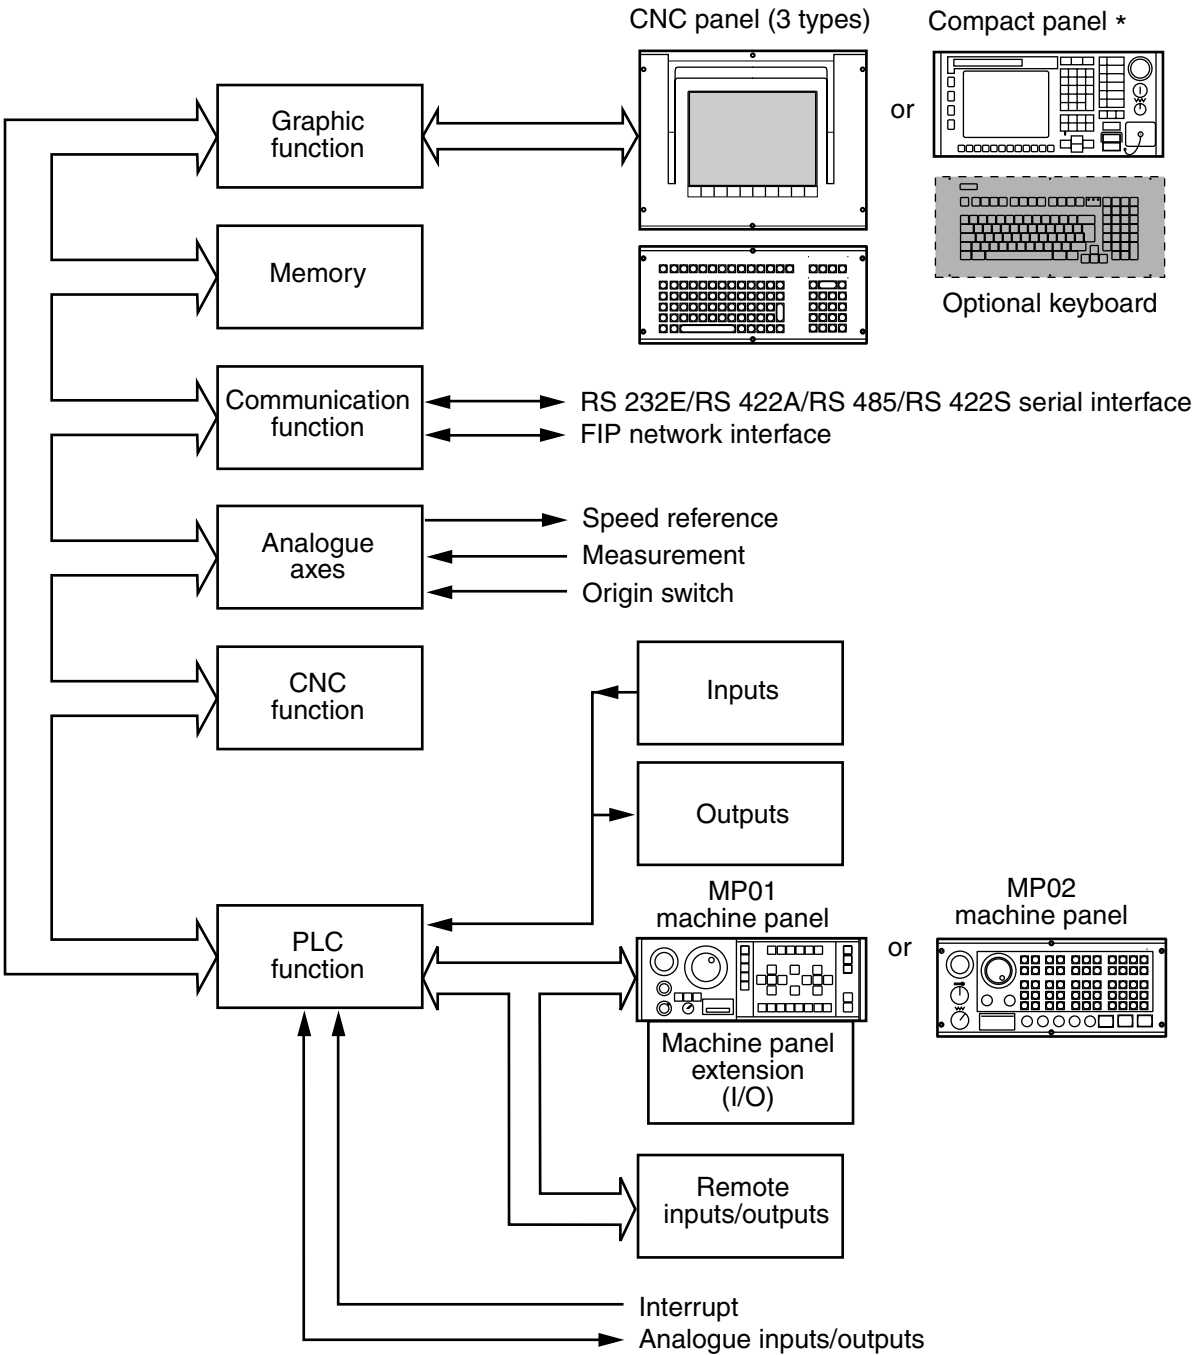 CNC panel (3 types)
Compact panel *
or
Graphic
function
Memory
Optional keyboard
Communication
function
RS 232E/RS 422A/RS 485/RS 422S serial interface
FIP network interface
Analogue
axes
Speed reference
Measurement
Origin switch
CNC
function
Inputs
Outputs
MP01
machine panel
or
MP02
machine panel
PLC
function
Machine panel
extension
(I/O)
Remote
inputs/outputs
Interrupt
Analogue inputs/outputs